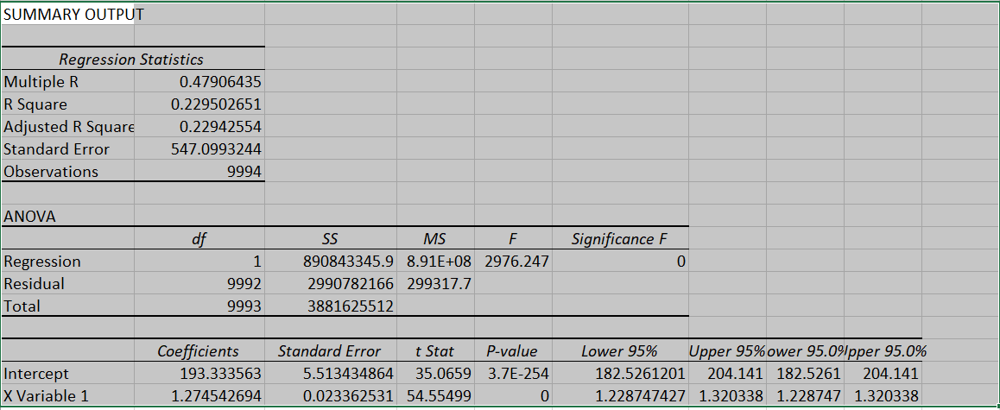 SUMMARY OUTPUT
Regression Statistics
Multiple R 0.47906435
R Square 0.229502651
Adjusted R Square 0.22942554
Standard Error 547.0993244
Observations 9994
ANOVA
df SS MS F Significance F
Regression 1 890843345.9 8.91E+08 2976.247 0
Residual 9992 2990782166 299317.7
Total 9993 3881625512
Coefficients Standard Error t Stat P-value Lower 95% Upper 95% ower 95.0% pper 95.0%
Intercept 193.333563 5.513434864 35.0659 3.7E-254 182.5261201 204.141 182.5261 204.141
X Variable 1 1.274542694 0.023362531 54.55499 0 1.228747427 1.320338 1.228747 1.320338